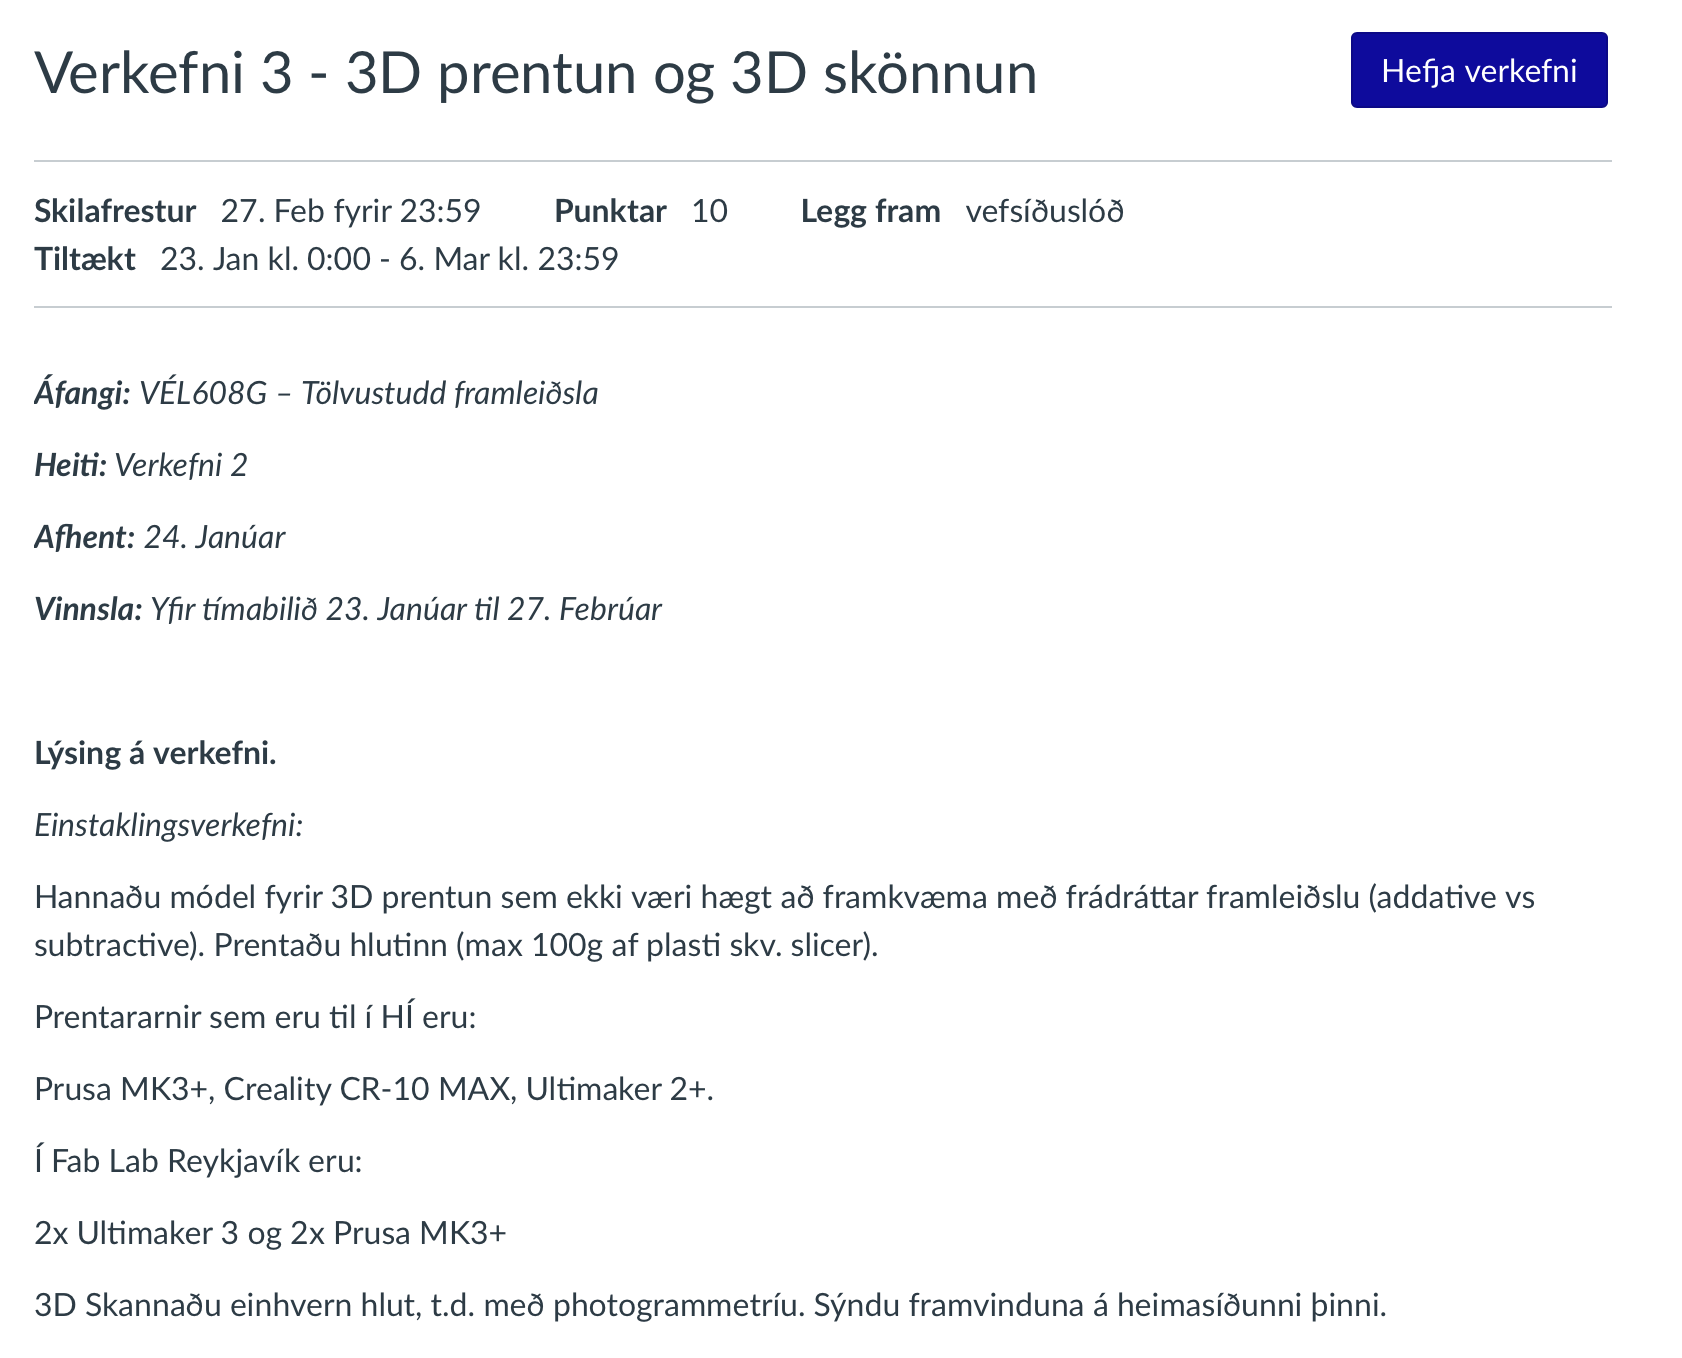 Verkefni 3 - 3D prentun og 3D skönnun
Hefja verkefni
Skilafrestur 27. Feb fyrir 23:59 Punktar 10 Legg fram vefsíðuslóð
Tiltækt 23. Jan kl. 0:00 - 6. Mar kl. 23:59
Áfangi: VÉL608G – Tölvustudd framleiðsla
Heiti: Verkefni 2
Afhent: 24. Janúar
Vinnsla: Yfir tímabilið 23. Janúar til 27. Febrúar
Lýsing á verkefni.
Einstaklingsverkefni:
Hannaðu módel fyrir 3D prentun sem ekki væri hægt að framkvæma með frádráttar framleiðslu (addative vs
subtractive). Prentaðu hlutinn (max 100g af plasti skv. slicer).
Prentararnir sem eru til í HÍ eru:
Prusa MK3+, Creality CR-10 MAX, Ultimaker 2+.
Í Fab Lab Reykjavík eru:
2x Ultimaker 3 og 2x Prusa MK3+
3D Skannaðu einhvern hlut, t.d. með photogrammetríu. Sýndu framvinduna á heimasíðunni þinni.